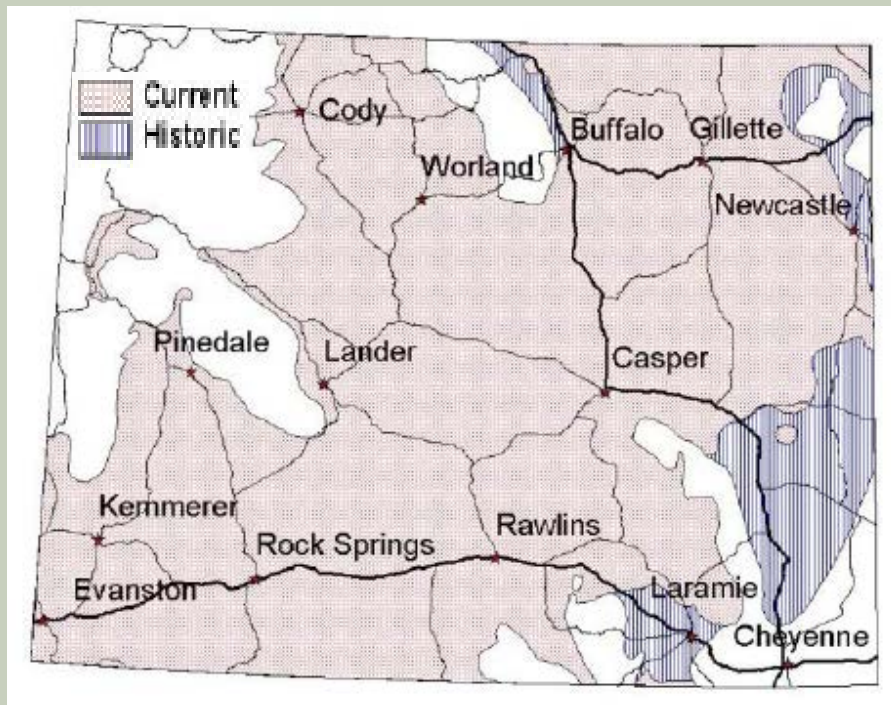 Current
Historic
Cody
Buffalo
Gillette
Worland
Newcastle
Pinedale
Lander
Casper
Kemmerer
Rock Springs
Rawlins
Evanston
Laramie
Cheyenne